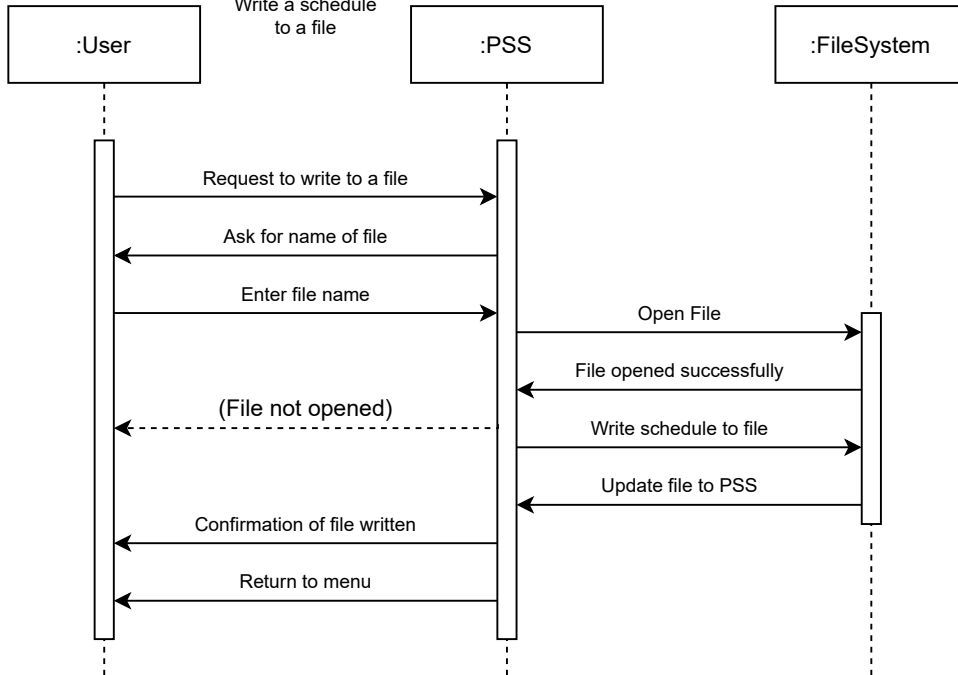 Write a schedule
to a file
:User
:PSS
:FileSystem
Request to write to a file
Ask for name of file
Enter file name
Open File
File opened successfully
(File not opened)
Write schedule to file
Update file to PSS
Confirmation of file written
Return to menu